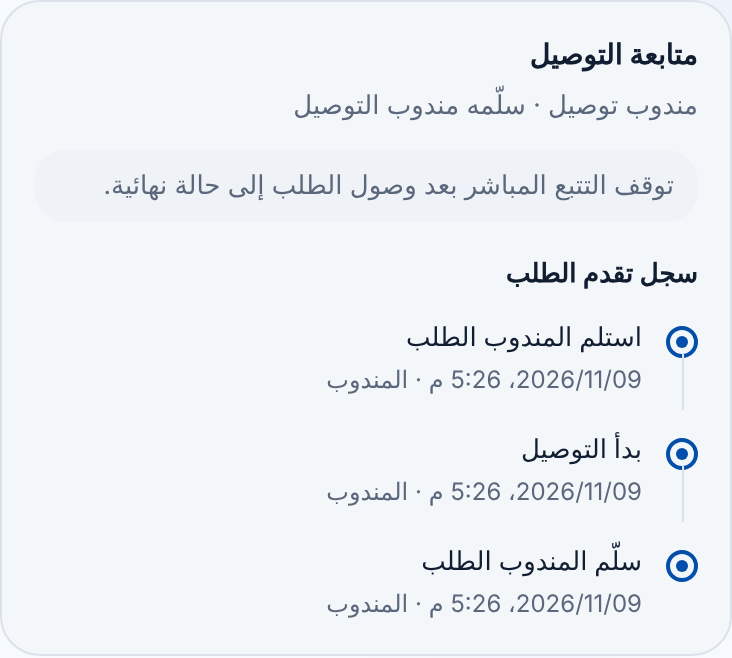 متابعة التوصيل
مندوب توصيل · سلّمه مندوب التوصيل
توقف التتبع المباشر بعد وصول الطلب إلى حالة نهائية.
سجل تقدم الطلب
استلم المندوب الطلب
2026/11/09، 5:26 م · المندوب
بدأ التوصيل
2026/11/09، 5:26 م · المندوب
سلّم المندوب الطلب
2026/11/09، 5:26 م · المندوب